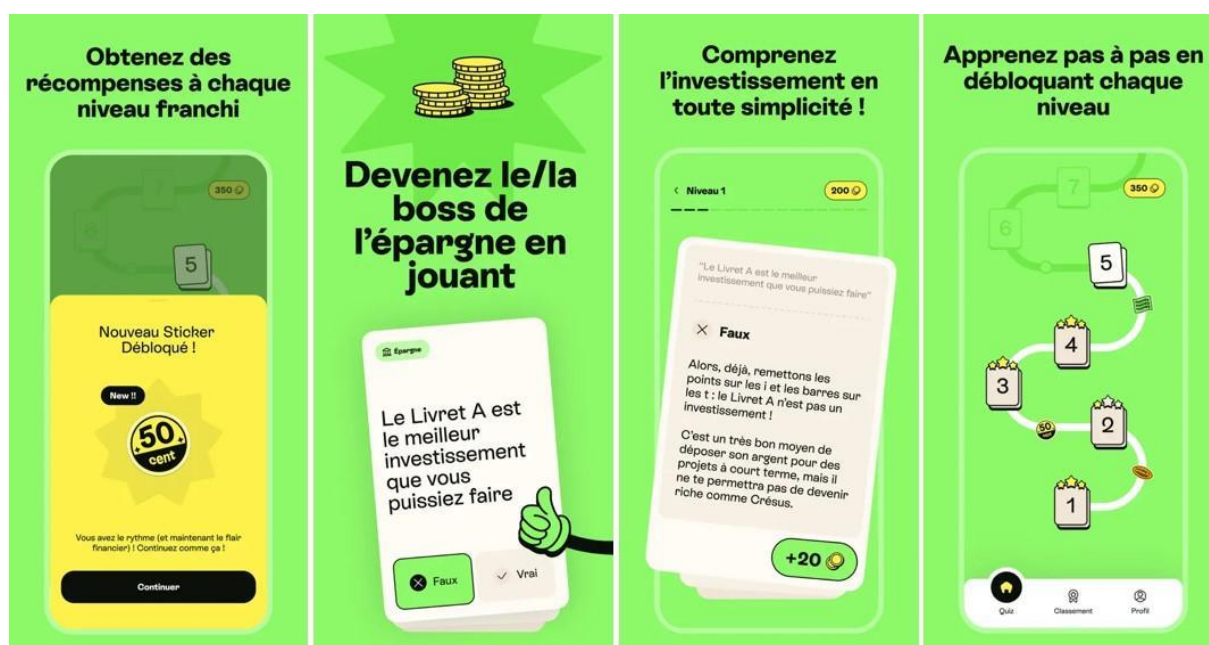 Obtenez des
récompenses à chaque
niveau franchi
350
7
6
5
Nouveau Sticker
Débloqué !
New !!
50
cent
Vous avez le rythme (et maintenant le flair
financier) ! Continuez comme ça !
Continuer
Devenez le/la
boss de
l'épargne en
jouant
Épargne
Le Livret A est
le meilleur
investissement
que vous
puissiez faire
Faux
Vrai
Comprenez
l'investissement en
toute simplicité !
< Niveau 1
200
"Le Livret A est le meilleur
investissement que vous puissiez faire"
Faux
Alors, déjà, remettons les
points sur les i et les barres sur
les t : le Livret A n'est pas un
investissement !
C'est un très bon moyen de
déposer son argent pour des
projets à court terme, mais il
ne te permettra pas de devenir
riche comme Crésus.
+20
Apprenez pas à pas en
débloquant chaque
niveau
7
350
6
5
4
3
50
cent
2
1
Quiz
Classement
Profil